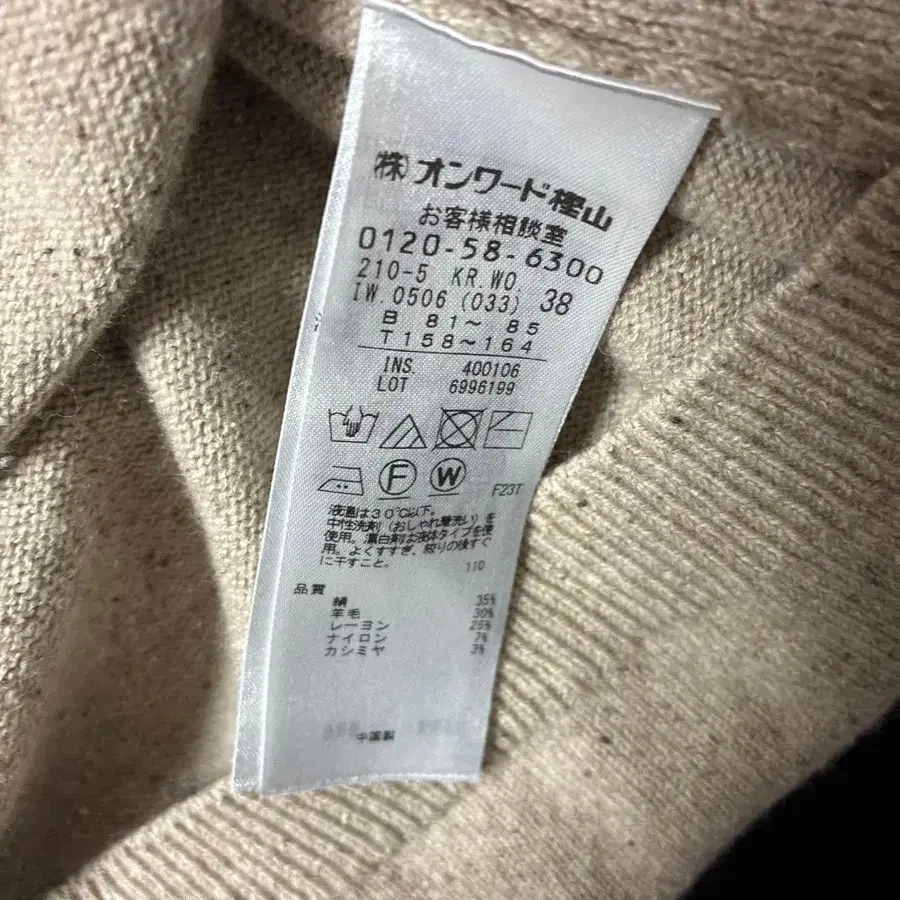 ㈱オンワード樫山
お客様相談室
0120-58-6300
210-5 KR.WO. 38
IW.0506 (033)
B 81〜 85
T158〜164
INS. 400106
LOT 6996199
F W F23T
液温は30℃以下。
中性洗剤(おしゃれ着洗い)を
使用。漂白剤は液体タイプを使
用。よくすすぎ、絞りの後すぐ
に干すこと。 110
品質
絹 35%
羊毛 30%
レーヨン 25%
ナイロン 7%
カシミヤ 3%
中国製